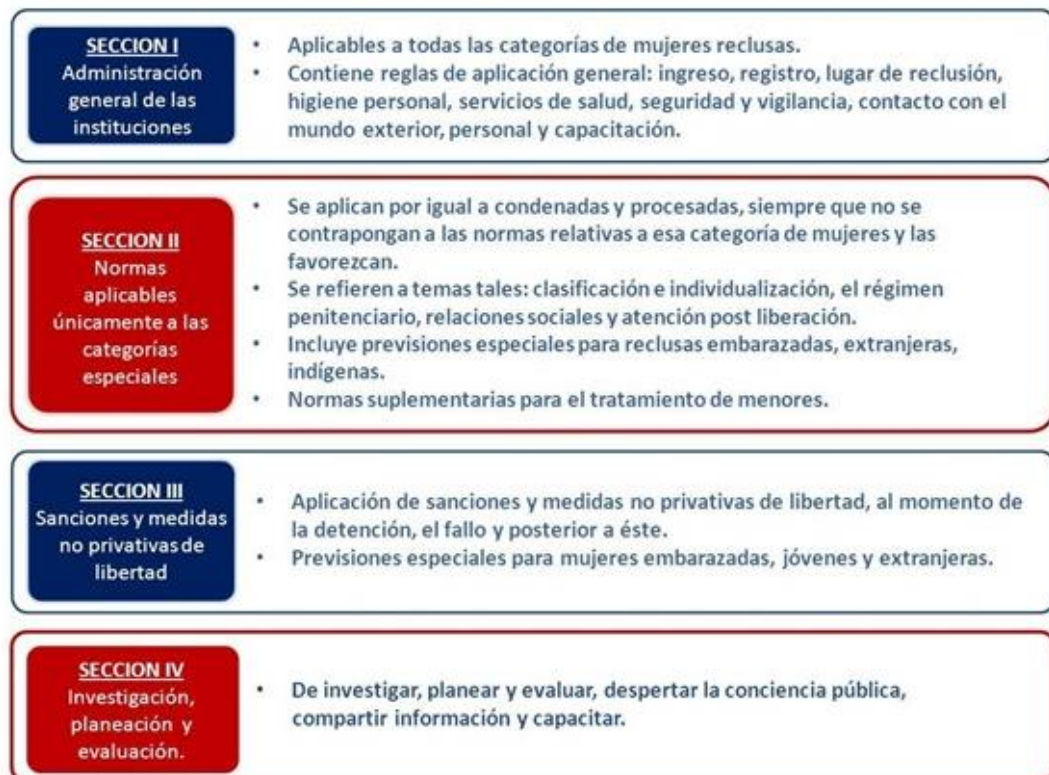 SECCION I
Administración
general de las
instituciones
• Aplicables a todas las categorías de mujeres reclusas.
• Contiene reglas de aplicación general: ingreso, registro, lugar de reclusión,
higiene personal, servicios de salud, seguridad y vigilancia, contacto con el
mundo exterior, personal y capacitación.
SECCION II
Normas
aplicables
únicamente a las
categorías
especiales
• Se aplican por igual a condenadas y procesadas, siempre que no se
contrapongan a las normas relativas a esa categoría de mujeres y las
favorezcan.
• Se refieren a temas tales: clasificación e individualización, el régimen
penitenciario, relaciones sociales y atención post liberación.
• Incluye previsiones especiales para reclusas embarazadas, extranjeras,
indígenas.
• Normas suplementarias para el tratamiento de menores.
SECCION III
Sanciones y medidas
no privativas de
libertad
• Aplicación de sanciones y medidas no privativas de libertad, al momento de
la detención, el fallo y posterior a éste.
• Previsiones especiales para mujeres embarazadas, jóvenes y extranjeras.
SECCION IV
Investigación,
planeación y
evaluación.
• De investigar, planear y evaluar, despertar la conciencia pública,
compartir información y capacitar.